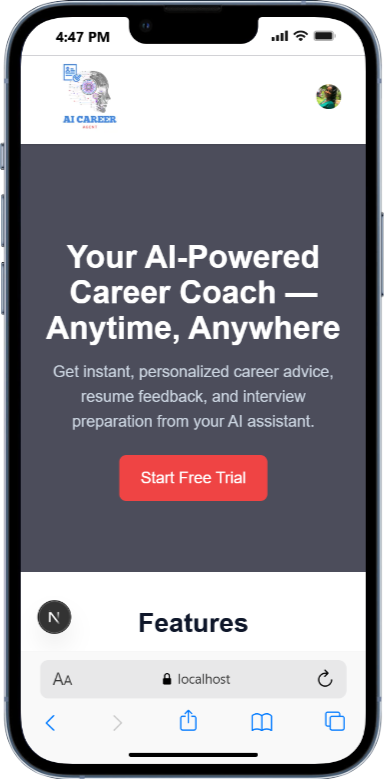 4:47 PM
AI CAREER
AGENT
Your AI-Powered
Career Coach —
Anytime, Anywhere
Get instant, personalized career advice,
resume feedback, and interview
preparation from your AI assistant.
Start Free Trial
N
Features
AA
localhost